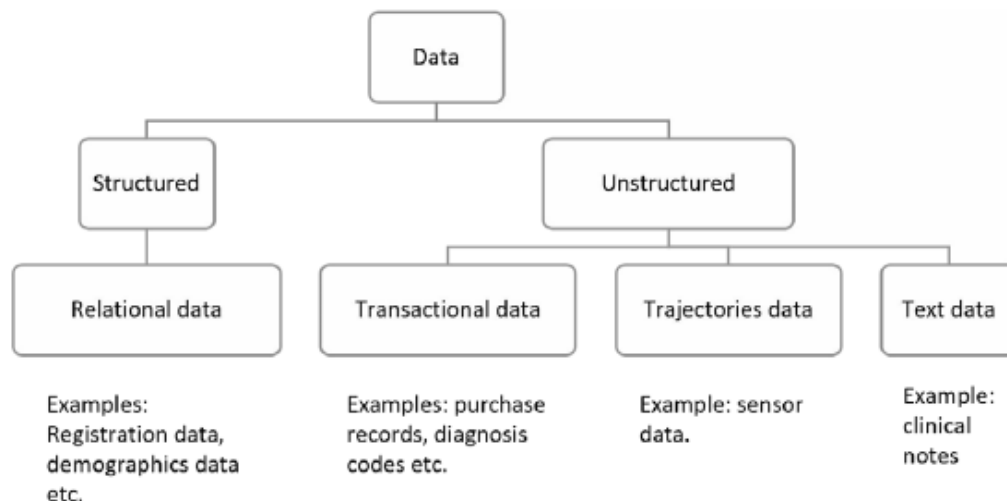 Data
Structured
Unstructured
Relational data
Transactional data
Trajectories data
Text data
Examples:
Registration data,
demographics data
etc.
Examples: purchase
records, diagnosis
codes etc.
Example: sensor
data.
Example:
clinical
notes